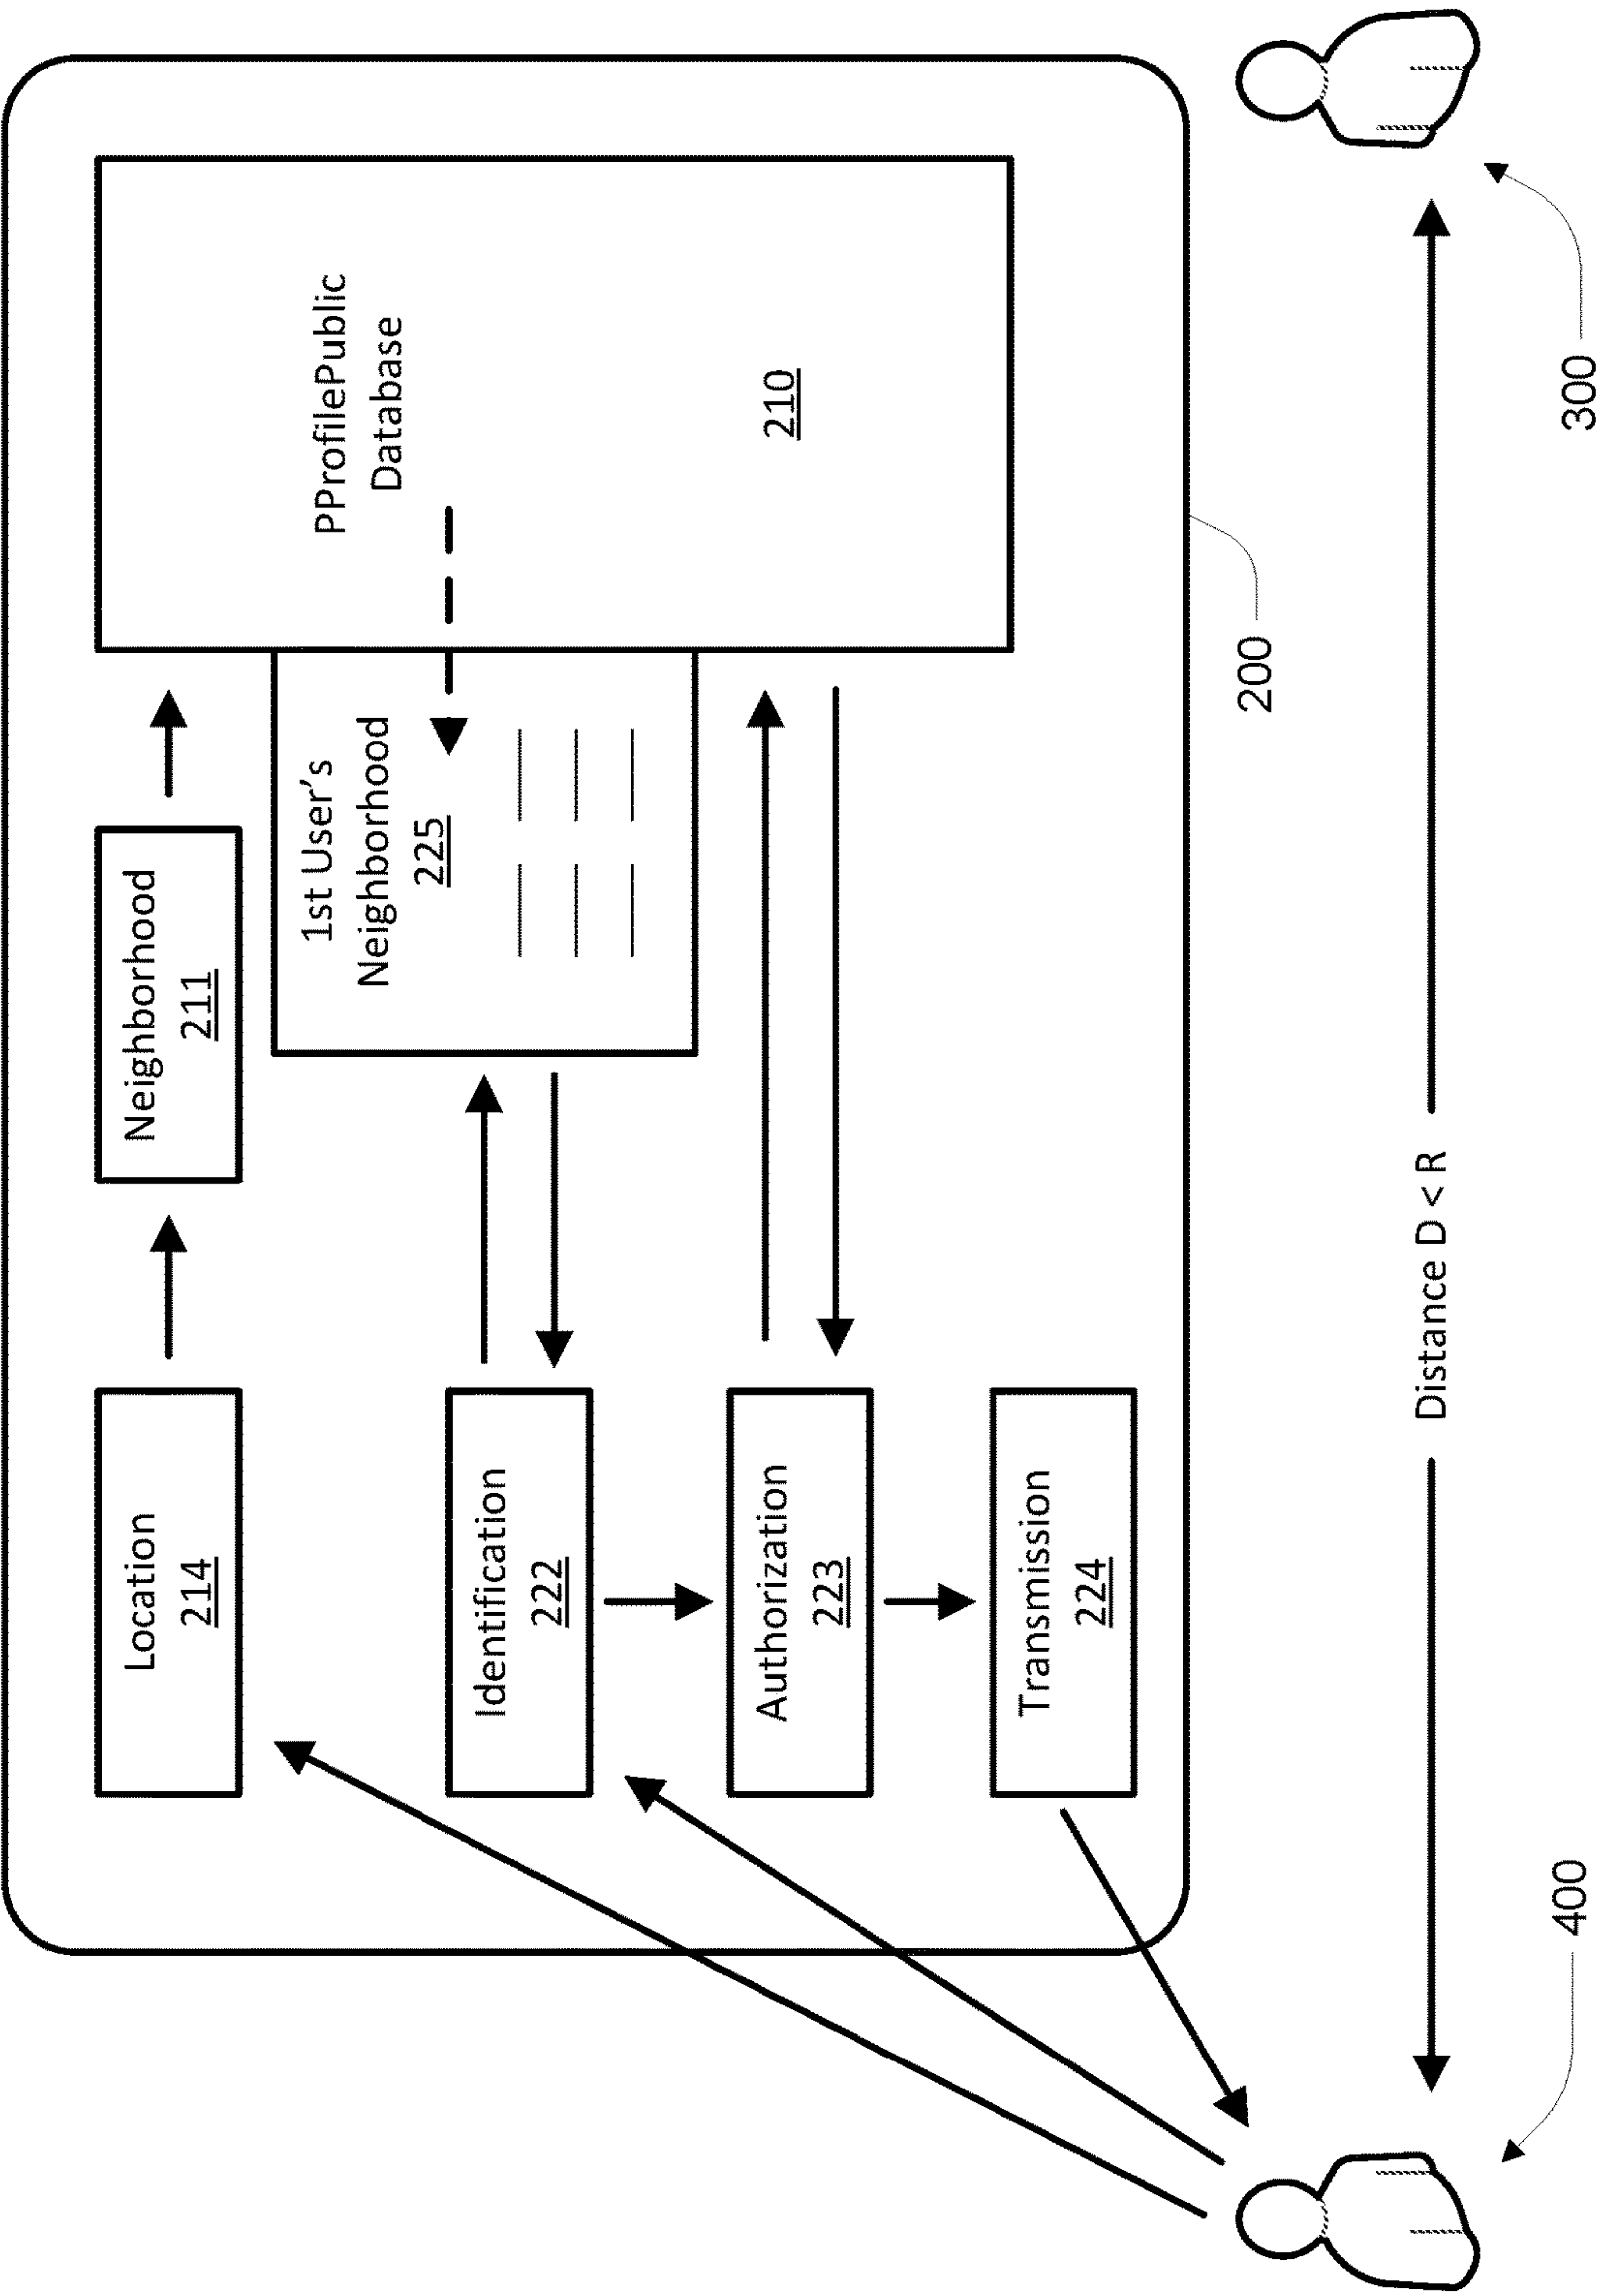 Location
214
Neighborhood
211
PProfilePublic
Database
210
1st User's
Neighborhood
225
Identification
222
Authorization
223
Transmission
224
200
Distance D < R
400
300